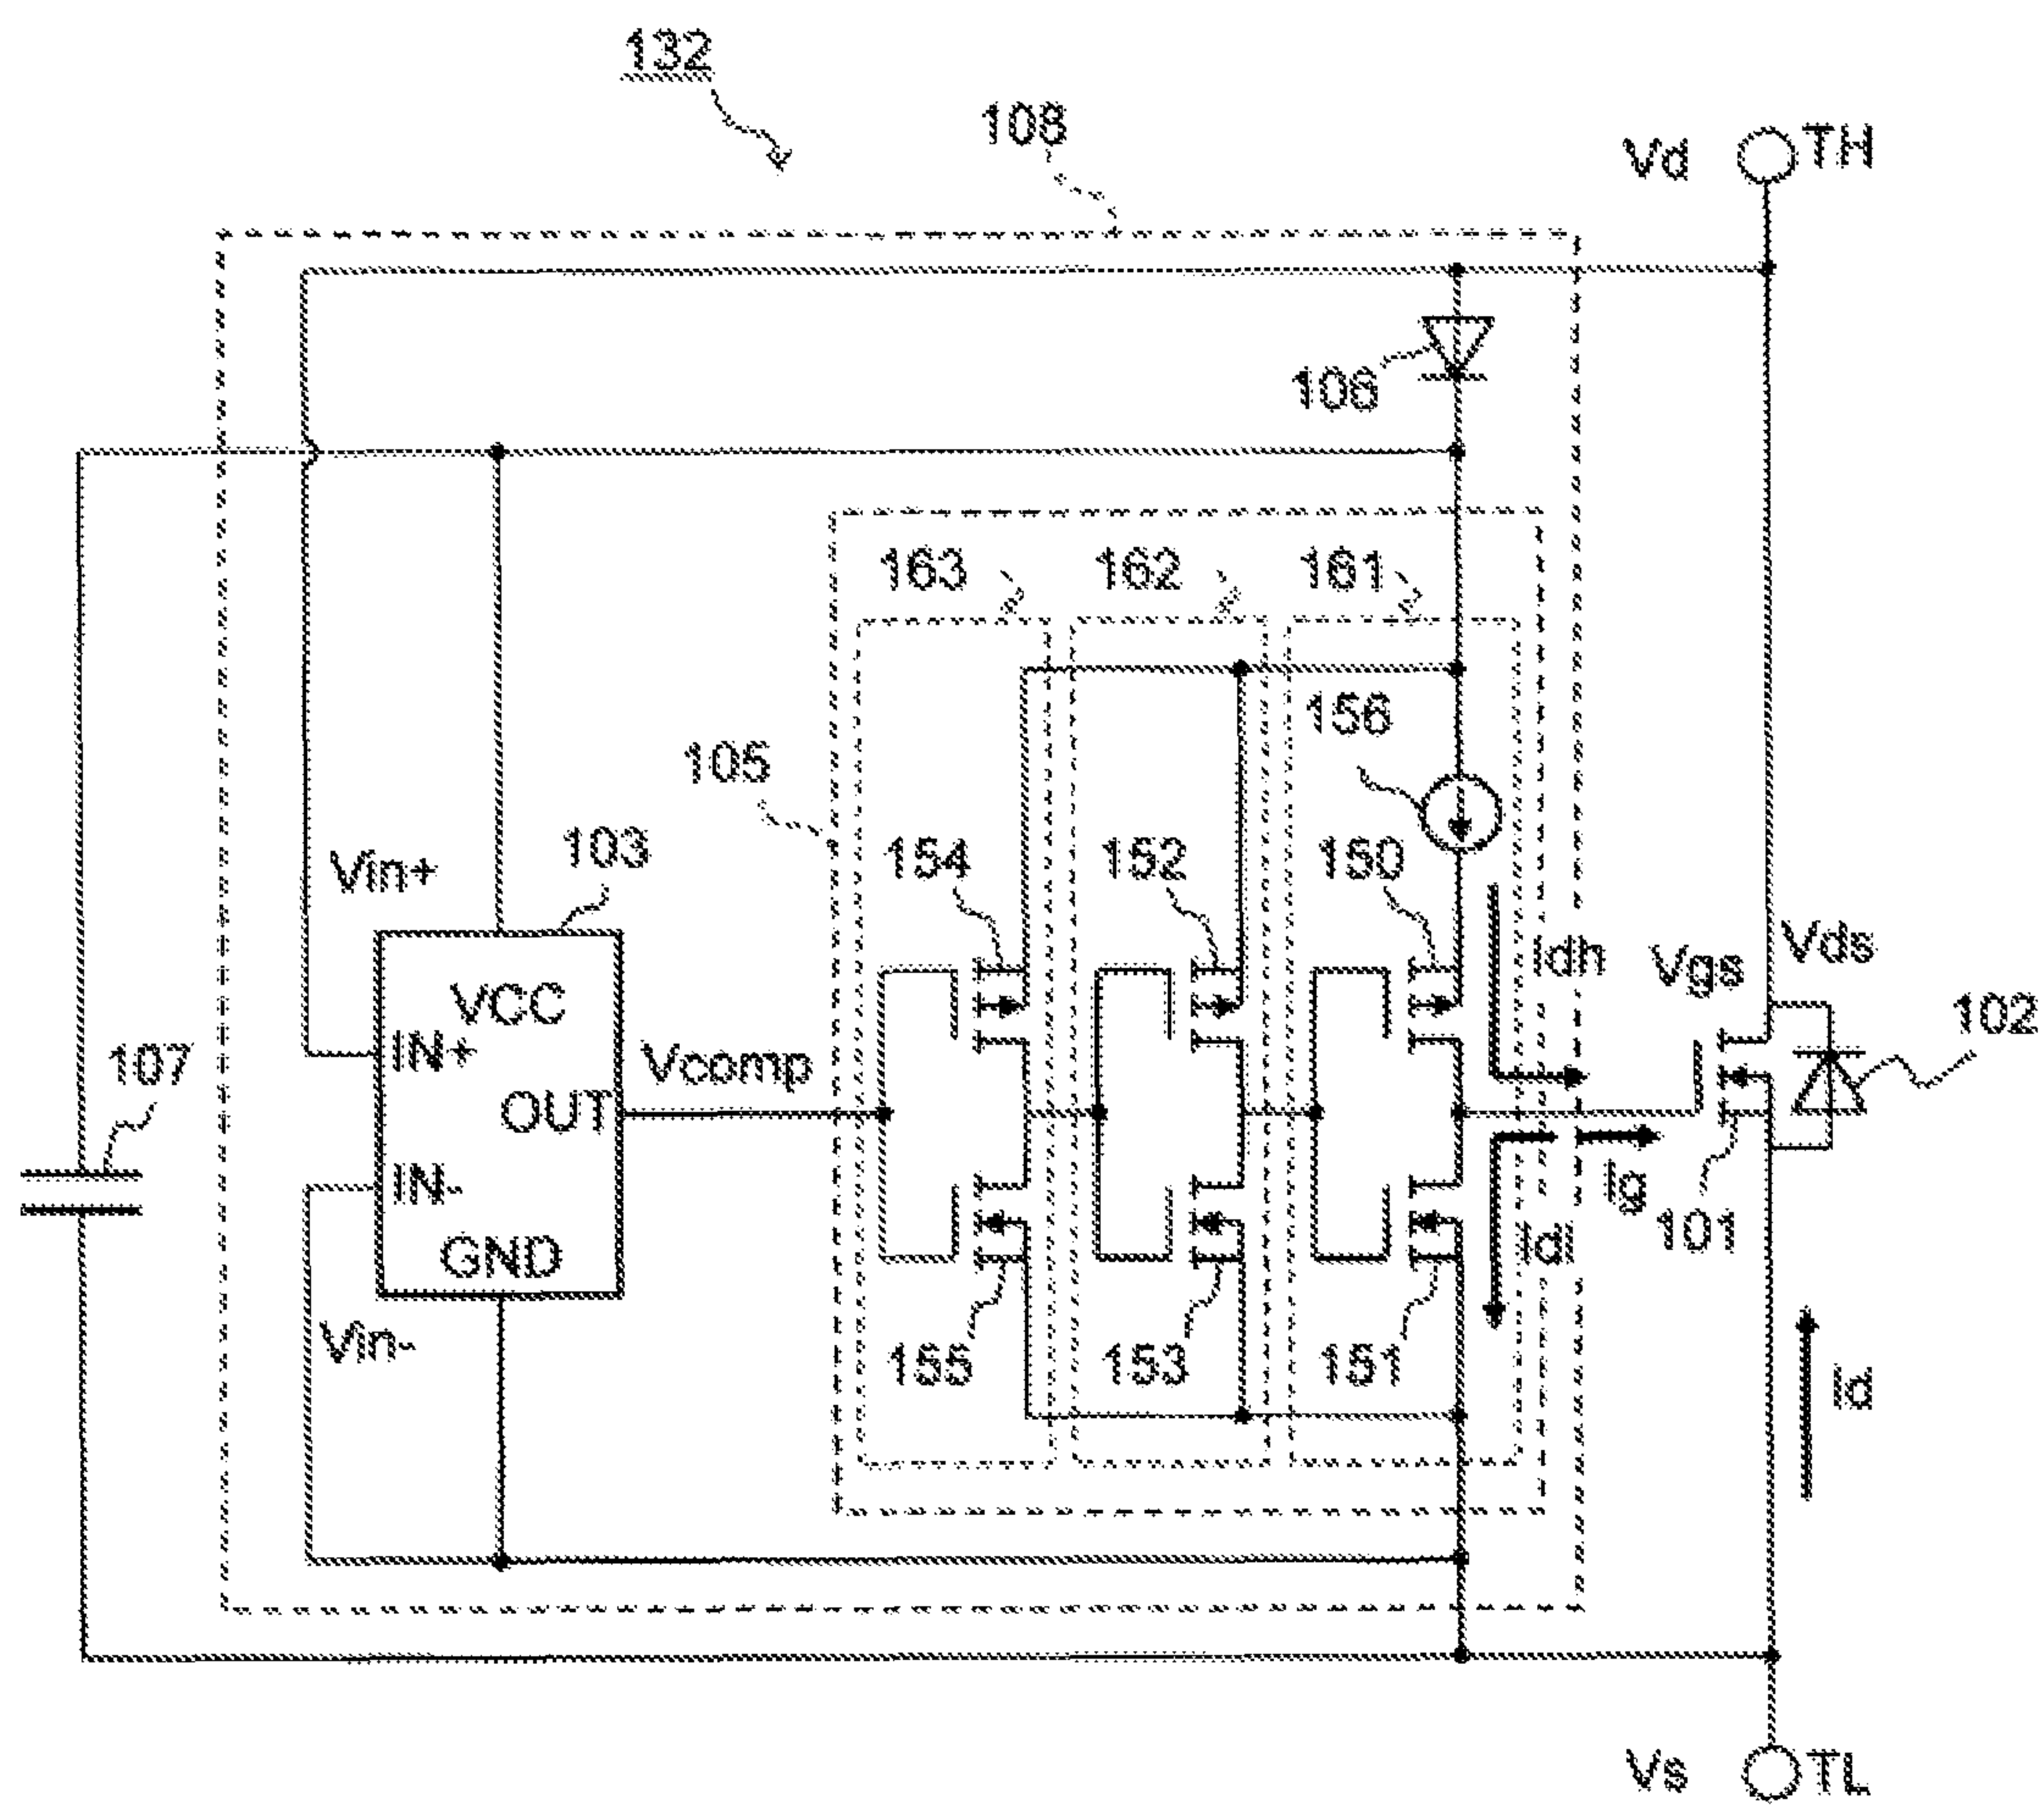 132
108
Vd
TH
106
163
162
161
156
105
154
152
150
103
Vin+
Idh
Vgs
Vds
102
VCC
IN+
Vcomp
107
OUT
IN-
Ig
101
GND
Idl
Vin-
155
153
151
Id
Vs
TL